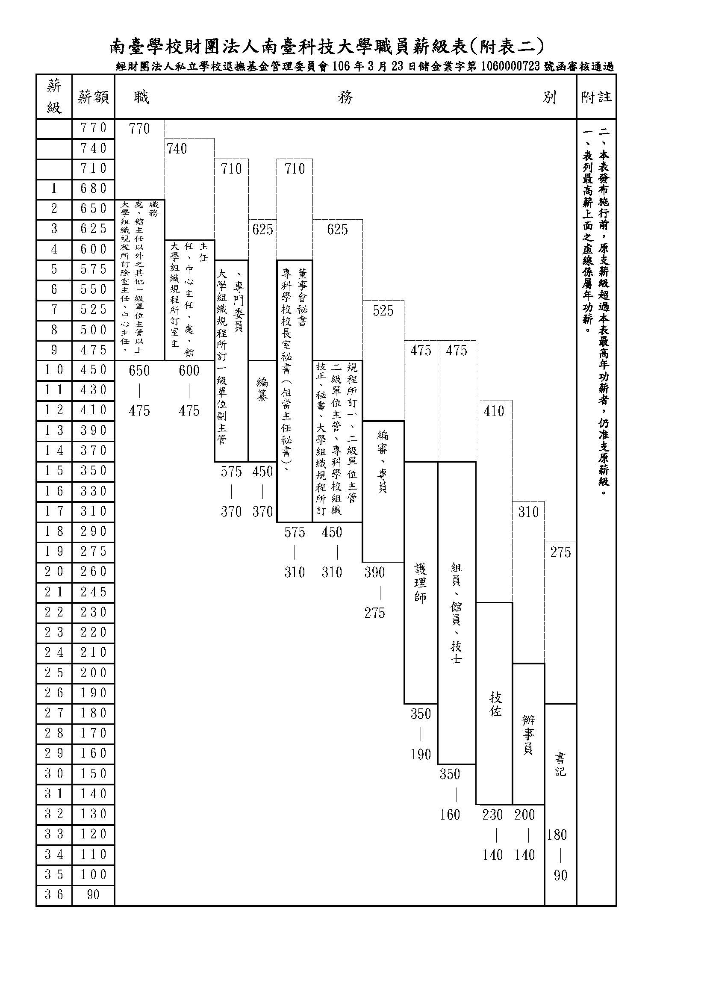 南臺學校財團法人南臺科技大學職員薪級表(附表二)
經財團法人私立學校退撫基金管理委員會106年3月23日儲金業字第1060000723號函審核通過
薪級 薪額 職 務 別 附註
770 770
740 740
710 710 710
1 680
2 650
3 625 625 625
4 600
5 575
6 550
7 525 525
8 500
9 475 475 475
10 450 650 600
11 430 — —
12 410 475 475 410
13 390
14 370
15 350 575 450
16 330 — —
17 310 370 370 310
18 290 575 450
19 275 — — 275
20 260 310 310 390
21 245 —
22 230 275
23 220
24 210
25 200
26 190
27 180 350
28 170 —
29 160 190
30 150 350
31 140 —
32 130 160 230 200
33 120 — — 180
34 110 140 140 —
35 100 90
36 90
大學組織規程所訂除室主任、中心主任、
處、館主任以外之其他一級單位主管以上
職務
大學組織規程所訂室主
任、中心主任、處、館
主任
大學組織規程所訂一級單位副主管
、專門委員
編纂
專科學校校長室秘書(相當主任秘書)、
董事會秘書
技正、秘書、大學組織規程所訂
二級單位主管、專科學校組織
規程所訂一、二級單位主管
編審、專員
護理師
組員、館員、技士
技佐
辦事員
書記
一、表列最高薪上面之虛線係屬年功薪。
二、本表發布施行前,原支薪級超過本表最高年功薪者,仍准支原薪級。